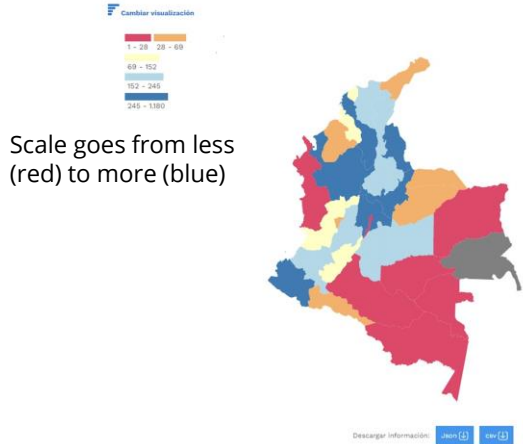 Cambiar visualización
1 - 28 28 - 69
69 - 152
152 - 245
245 - 1.180
Scale goes from less
(red) to more (blue)
Descargar información: Json CSV